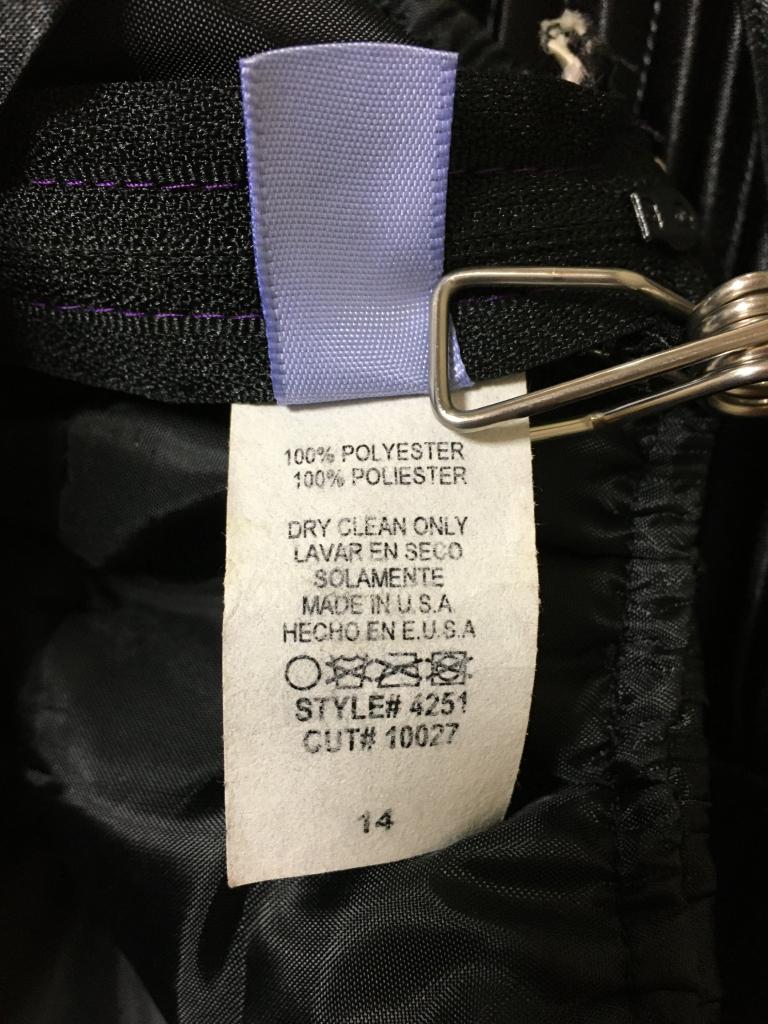 100% POLYESTER
100% POLIESTER
DRY CLEAN ONLY
LAVAR EN SECO
SOLAMENTE
MADE IN U.S.A.
HECHO EN E.U.S.A
STYLE# 4251
CUT# 10027
14